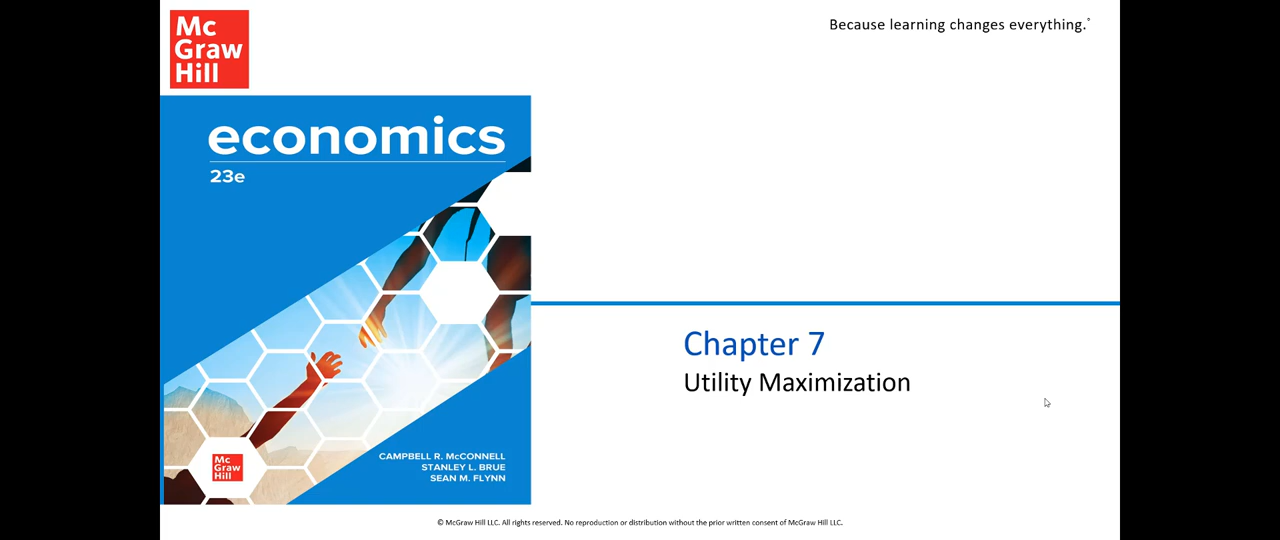 Mc
Graw
Hill
Because learning changes everything.®
economics
23e
Chapter 7
Utility Maximization
CAMPBELL R. McCONNELL
STANLEY L. BRUE
SEAN M. FLYNN
Mc
Graw
Hill
© McGraw Hill LLC. All rights reserved. No reproduction or distribution without the prior written consent of McGraw Hill LLC.